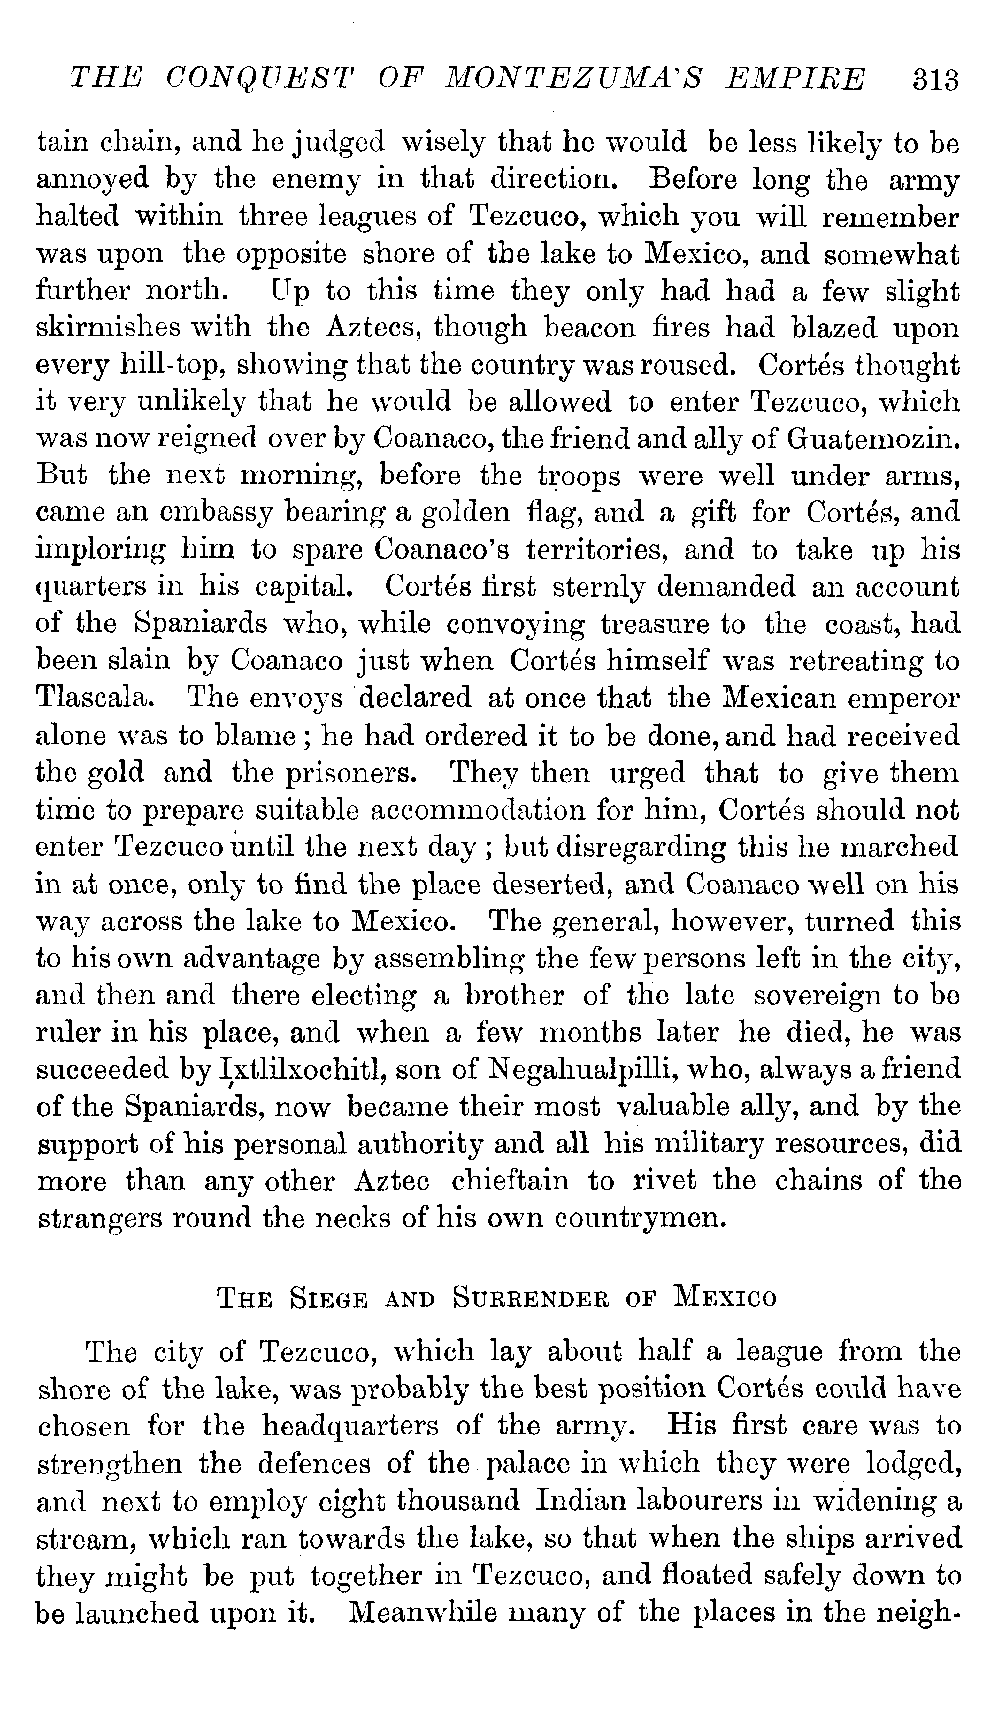 THE CONQUEST OF MONTEZUMA'S EMPIRE 313
tain chain, and he judged wisely that he would be less likely to be
annoyed by the enemy in that direction. Before long the army
halted within three leagues of Tezcuco, which you will remember
was upon the opposite shore of the lake to Mexico, and somewhat
further north. Up to this time they only had had a few slight
skirmishes with the Aztecs, though beacon fires had blazed upon
every hill-top, showing that the country was roused. Cortés thought
it very unlikely that he would be allowed to enter Tezcuco, which
was now reigned over by Coanaco, the friend and ally of Guatemozin.
But the next morning, before the troops were well under arms,
came an embassy bearing a golden flag, and a gift for Cortés, and
imploring him to spare Coanaco's territories, and to take up his
quarters in his capital. Cortés first sternly demanded an account
of the Spaniards who, while convoying treasure to the coast, had
been slain by Coanaco just when Cortés himself was retreating to
Tlascala. The envoys declared at once that the Mexican emperor
alone was to blame; he had ordered it to be done, and had received
the gold and the prisoners. They then urged that to give them
time to prepare suitable accommodation for him, Cortés should not
enter Tezcuco until the next day; but disregarding this he marched
in at once, only to find the place deserted, and Coanaco well on his
way across the lake to Mexico. The general, however, turned this
to his own advantage by assembling the few persons left in the city,
and then and there electing a brother of the late sovereign to be
ruler in his place, and when a few months later he died, he was
succeeded by Ixtlilxochitl, son of Negahualpilli, who, always a friend
of the Spaniards, now became their most valuable ally, and by the
support of his personal authority and all his military resources, did
more than any other Aztec chieftain to rivet the chains of the
strangers round the necks of his own countrymen.
THE SIEGE AND SURRENDER OF MEXICO
The city of Tezcuco, which lay about half a league from the
shore of the lake, was probably the best position Cortés could have
chosen for the headquarters of the army. His first care was to
strengthen the defences of the palace in which they were lodged,
and next to employ eight thousand Indian labourers in widening a
stream, which ran towards the lake, so that when the ships arrived
they might be put together in Tezcuco, and floated safely down to
be launched upon it. Meanwhile many of the places in the neigh-